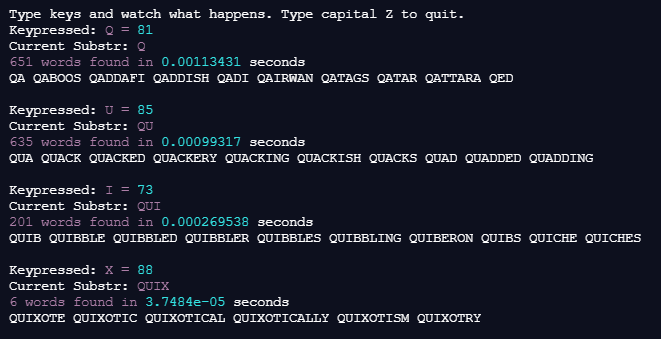 Type keys and watch what happens. Type capital Z to quit.
Keypressed: Q = 81
Current Substr: Q
651 words found in 0.00113431 seconds
QA QABOOS QADDAFI QADDISH QADI QAIRWAN QATAGS QATAR QATTARA QED
Keypressed: U = 85
Current Substr: QU
635 words found in 0.00099317 seconds
QUA QUACK QUACKED QUACKERY QUACKING QUACKISH QUACKS QUAD QUADDED QUADDING
Keypressed: I = 73
Current Substr: QUI
201 words found in 0.000269538 seconds
QUIB QUIBBLE QUIBBLED QUIBBLER QUIBBLES QUIBBLING QUIBERON QUIBS QUICHE QUICHES
Keypressed: X = 88
Current Substr: QUIX
6 words found in 3.7484e-05 seconds
QUIXOTE QUIXOTIC QUIXOTICAL QUIXOTICALLY QUIXOTISM QUIXOTRY